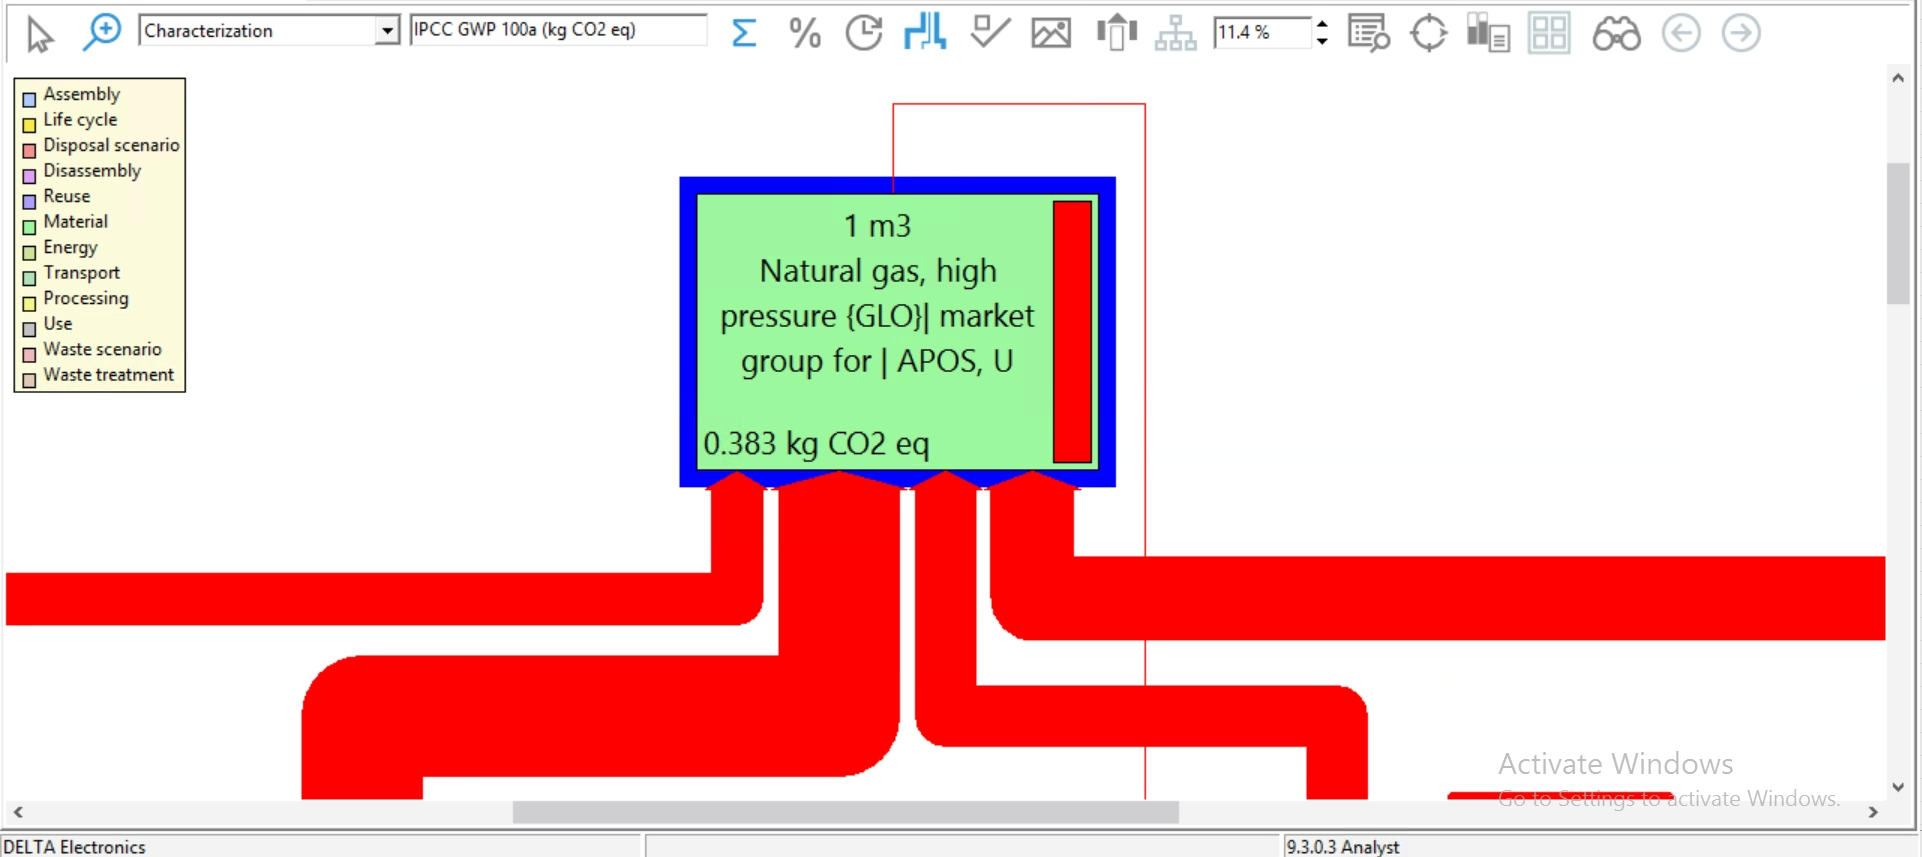 Characterization
IPCC GWP 100a (kg CO2 eq)
Σ
%
11.4 %
Assembly
Life cycle
Disposal scenario
Disassembly
Reuse
Material
Energy
Transport
Processing
Use
Waste scenario
Waste treatment
1 m3
Natural gas, high
pressure {GLO}| market
group for | APOS, U
0.383 kg CO2 eq
Activate Windows
Go to Settings to activate Windows.
DELTA Electronics
9.3.0.3 Analyst